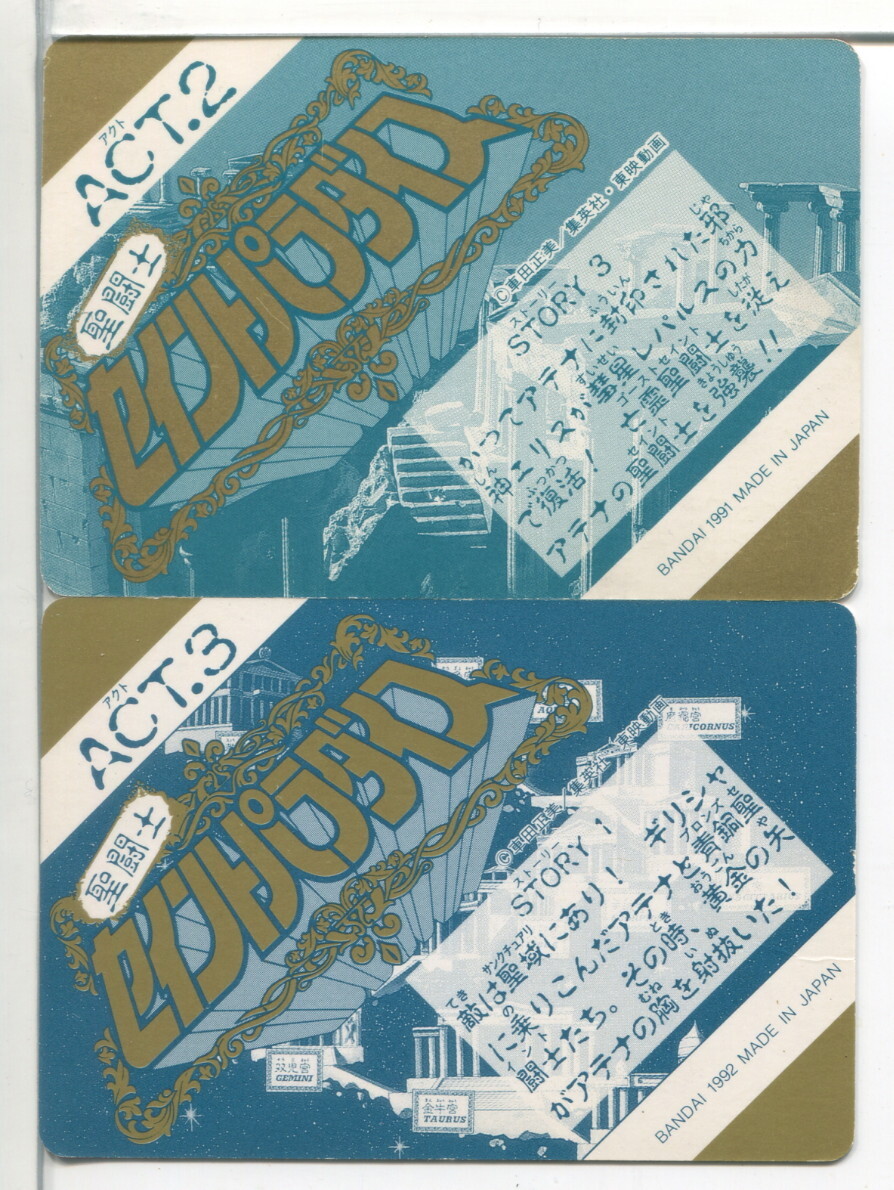 アクト
ACT.2
聖闘士
セイントパラダイス
©車田正美/集英社・東映動画
ストーリー
STORY 3
かつてアテナに封印された邪
神エリスが彗星レパルスの力
で復活! 亡霊聖闘士を従え
アテナの聖闘士を強襲!!
BANDAI 1991 MADE IN JAPAN
アクト
ACT.3
聖闘士
セイントパラダイス
©車田正美/集英社・東映動画
ストーリー
STORY 1
敵は聖域にあり! ギリシャ
に乗りこんだアテナと青銅聖
闘士たち。その時、黄金の矢
がアテナの胸を射抜いた!
CAPRICORNUS
双児宮
GEMINI
金牛宮
TAURUS
BANDAI 1992 MADE IN JAPAN